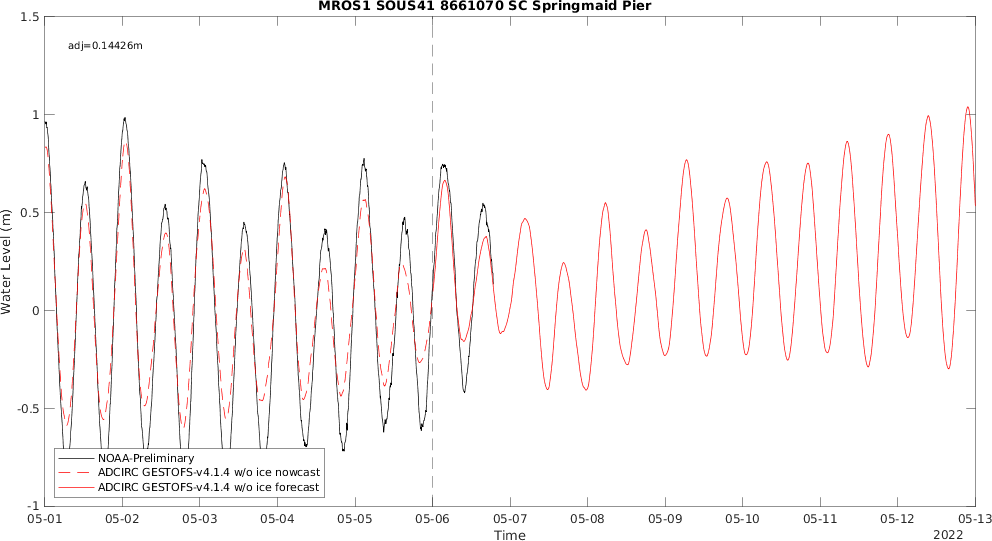 MROS1 SOUS41 8661070 SC Springmaid Pier
adj=0.14426m
1.5
1
0.5
0
-0.5
-1
Water Level (m)
NOAA-Preliminary
ADCIRC GESTOFS-v4.1.4 w/o ice nowcast
ADCIRC GESTOFS-v4.1.4 w/o ice forecast
05-01 05-02 05-03 05-04 05-05 05-06 05-07 05-08 05-09 05-10 05-11 05-12 05-13
Time
2022